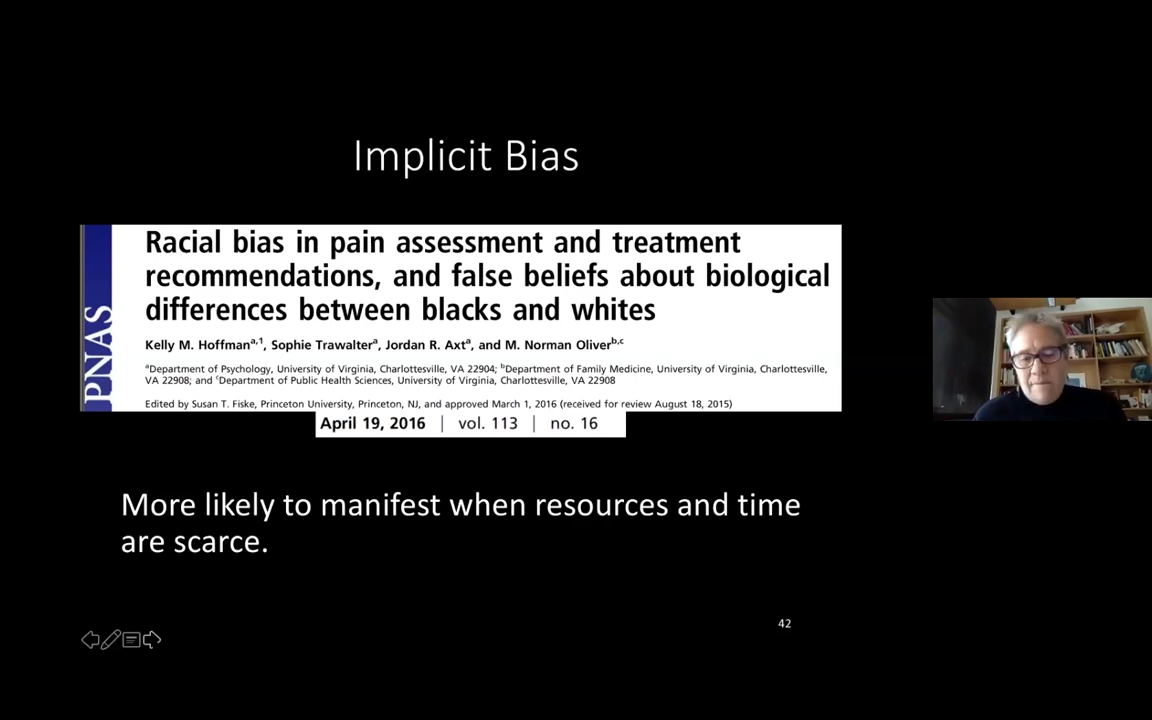 Implicit Bias
PNAS
Racial bias in pain assessment and treatment
recommendations, and false beliefs about biological
differences between blacks and whites
Kelly M. Hoffmanᵃ,¹, Sophie Trawalterᵃ, Jordan R. Axtᵃ, and M. Norman Oliverᵇ,ᶜ
ᵃDepartment of Psychology, University of Virginia, Charlottesville, VA 22904; ᵇDepartment of Family Medicine, University of Virginia, Charlottesville,
VA 22908; and ᶜDepartment of Public Health Sciences, University of Virginia, Charlottesville, VA 22908
Edited by Susan T. Fiske, Princeton University, Princeton, NJ, and approved March 1, 2016 (received for review August 18, 2015)
April 19, 2016 | vol. 113 | no. 16
More likely to manifest when resources and time
are scarce.
42